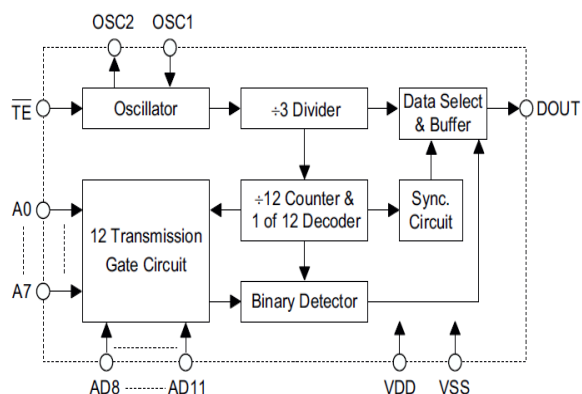 OSC2 OSC1
TE
Oscillator
÷3 Divider
Data Select
& Buffer
DOUT
A0
12 Transmission
Gate Circuit
÷12 Counter &
1 of 12 Decoder
Sync.
Circuit
A7
Binary Detector
AD8 AD11
VDD VSS